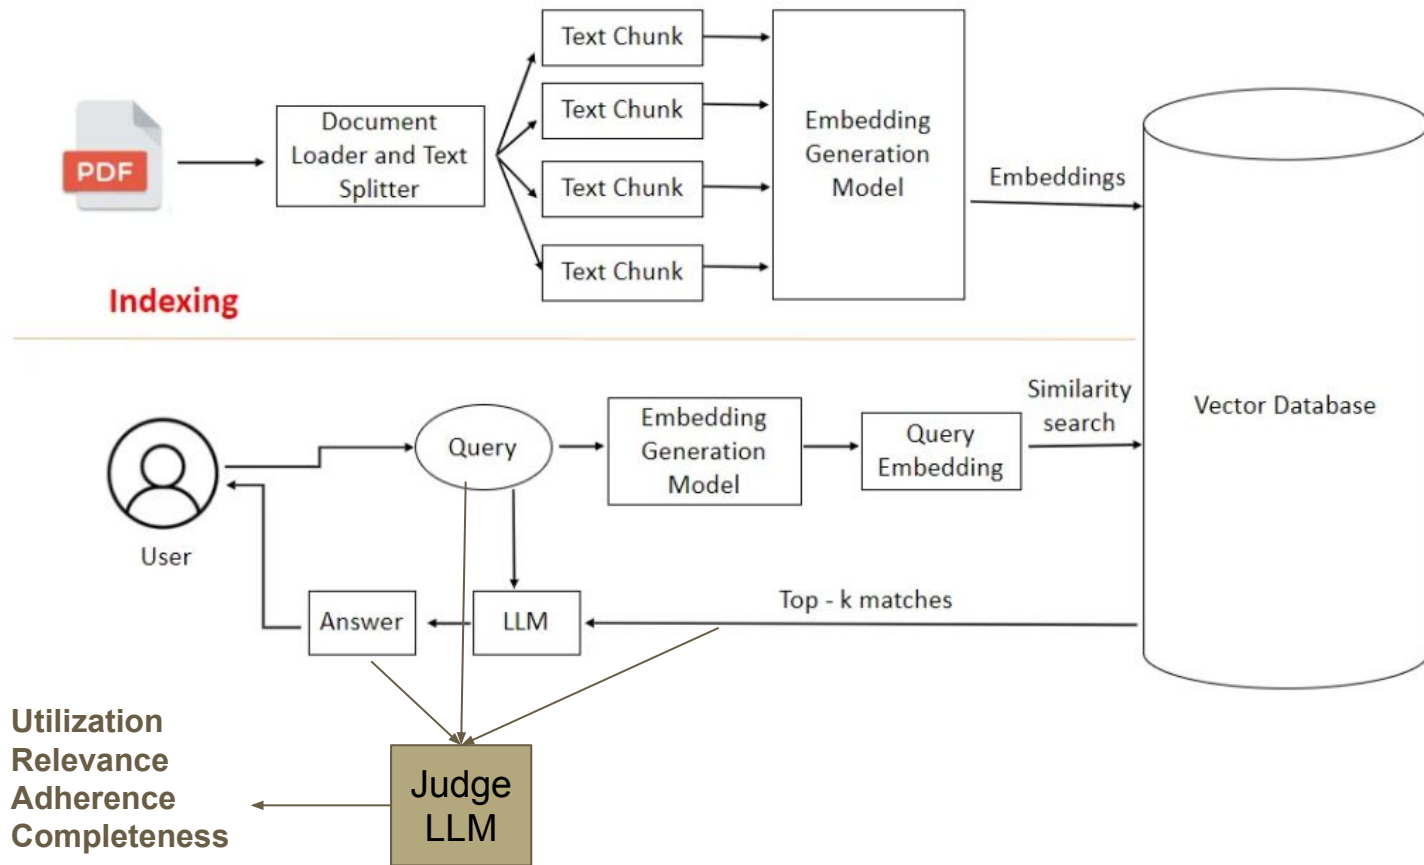 Text Chunk
Text Chunk
Text Chunk
Text Chunk
PDF
Document
Loader and Text
Splitter
Embedding
Generation
Model
Embeddings
Indexing
Vector Database
User
Query
Embedding
Generation
Model
Query
Embedding
Similarity
search
Top - k matches
LLM
Answer
Judge
LLM
Utilization
Relevance
Adherence
Completeness